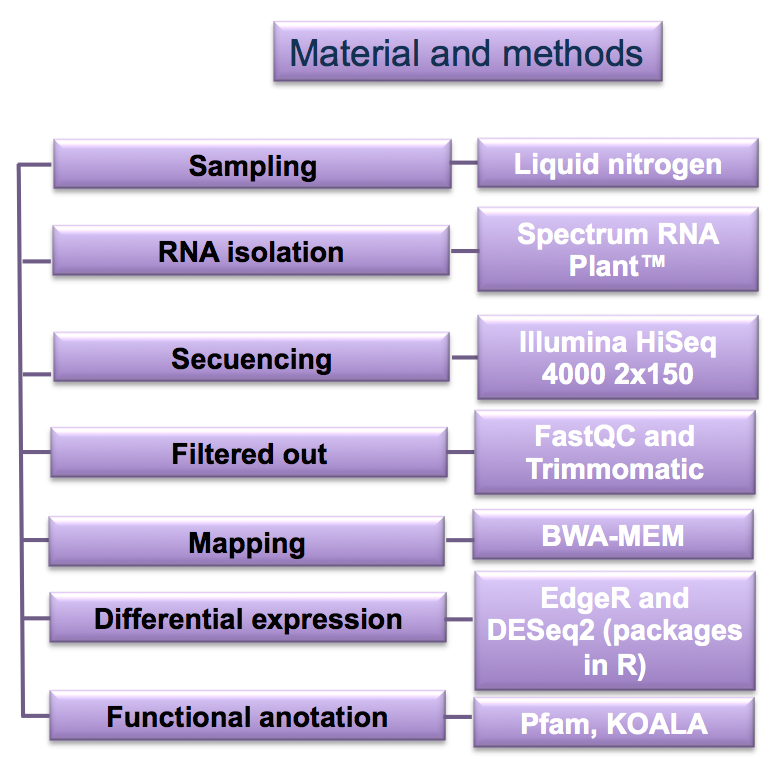 Material and methods
Sampling
Liquid nitrogen
RNA isolation
Spectrum RNA
Plant™
Secuencing
Illumina HiSeq
4000 2x150
Filtered out
FastQC and
Trimmomatic
Mapping
BWA-MEM
Differential expression
EdgeR and
DESeq2 (packages
in R)
Functional anotation
Pfam, KOALA